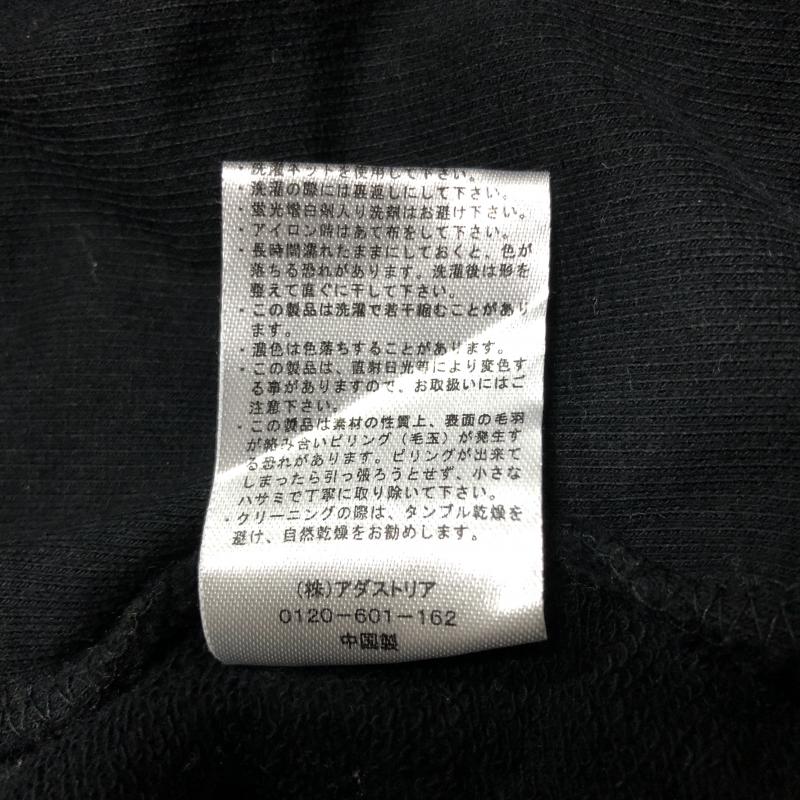 ・洗濯ネットを使用して下さい。
・洗濯の際には裏返しにして下さい。
・蛍光増白剤入り洗剤はお避け下さい。
・アイロン時はあて布をして下さい。
・長時間濡れたままにしておくと、色が
落ちる恐れがあります。洗濯後は形を
整えて直ぐに干して下さい。
・この製品は洗濯で若干縮むことがあり
ます。
・濃色は色落ちすることがあります。
・この製品は、直射日光等により変色す
る事がありますので、お取扱いにはご
注意下さい。
・この製品は素材の性質上、表面の毛羽
が絡み合いピリング（毛玉）が発生す
る恐れがあります。ピリングが出来て
しまったら引っ張ろうとせず、小さな
ハサミで丁寧に取り除いて下さい。
・クリーニングの際は、タンブル乾燥を
避け、自然乾燥をお勧めします。
（株）アダストリア
0120-601-162
中国製